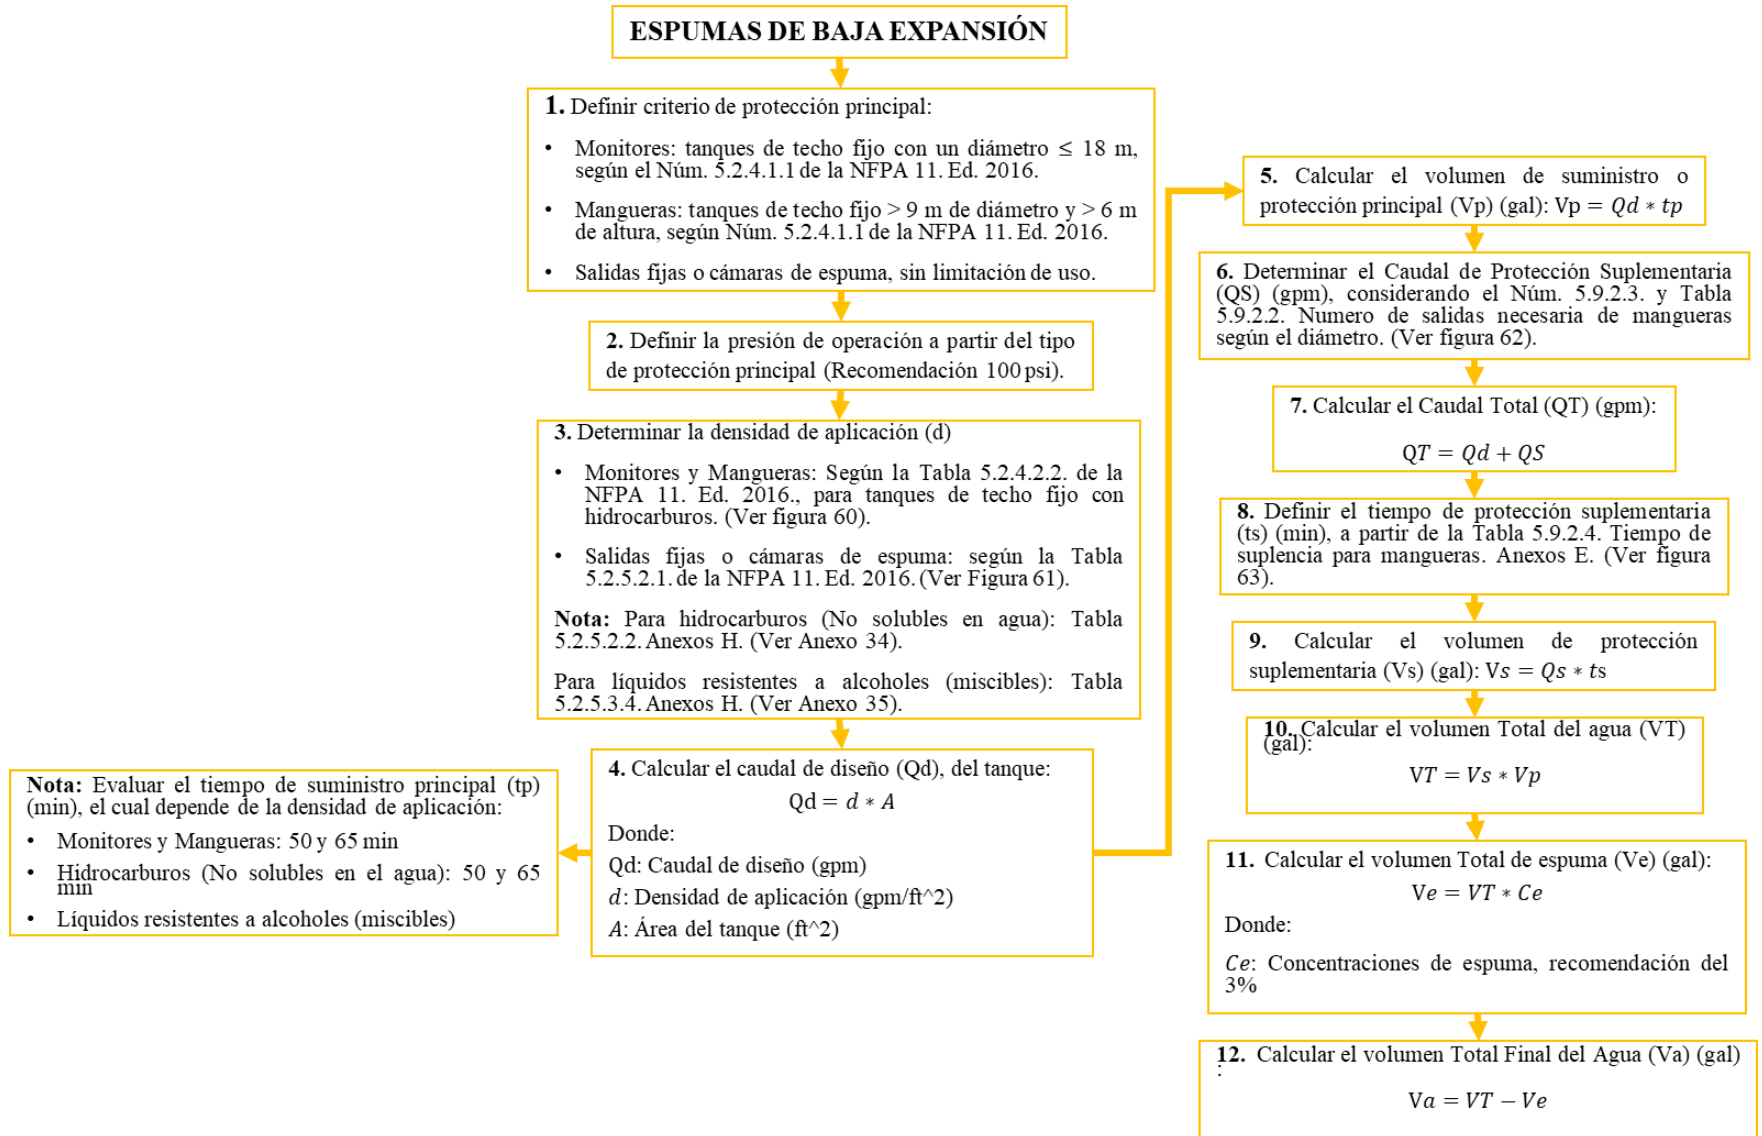 ESPUMAS DE BAJA EXPANSIÓN
1. Definir criterio de protección principal:
• Monitores: tanques de techo fijo con un diámetro ≤ 18 m,
según el Núm. 5.2.4.1.1 de la NFPA 11. Ed. 2016.
• Mangueras: tanques de techo fijo > 9 m de diámetro y > 6 m
de altura, según Núm. 5.2.4.1.1 de la NFPA 11. Ed. 2016.
• Salidas fijas o cámaras de espuma, sin limitación de uso.
2. Definir la presión de operación a partir del tipo
de protección principal (Recomendación 100 psi).
3. Determinar la densidad de aplicación (d)
• Monitores y Mangueras: Según la Tabla 5.2.4.2.2. de la
NFPA 11. Ed. 2016., para tanques de techo fijo con
hidrocarburos. (Ver figura 60).
• Salidas fijas o cámaras de espuma: según la Tabla
5.2.5.2.1. de la NFPA 11. Ed. 2016. (Ver Figura 61).
Nota: Para hidrocarburos (No solubles en agua): Tabla
5.2.5.2.2. Anexos H. (Ver Anexo 34).
Para líquidos resistentes a alcoholes (miscibles): Tabla
5.2.5.3.4. Anexos H. (Ver Anexo 35).
4. Calcular el caudal de diseño (Qd), del tanque:
Qd = d * A
Donde:
Qd: Caudal de diseño (gpm)
d: Densidad de aplicación (gpm/ft^2)
A: Área del tanque (ft^2)
Nota: Evaluar el tiempo de suministro principal (tp)
(min), el cual depende de la densidad de aplicación:
• Monitores y Mangueras: 50 y 65 min
• Hidrocarburos (No solubles en el agua): 50 y 65
min
• Líquidos resistentes a alcoholes (miscibles)
5. Calcular el volumen de suministro o
protección principal (Vp) (gal): Vp = Qd * tp
6. Determinar el Caudal de Protección Suplementaria
(QS) (gpm), considerando el Núm. 5.9.2.3. y Tabla
5.9.2.2. Numero de salidas necesaria de mangueras
según el diámetro. (Ver figura 62).
7. Calcular el Caudal Total (QT) (gpm):
QT = Qd + QS
8. Definir el tiempo de protección suplementaria
(ts) (min), a partir de la Tabla 5.9.2.4. Tiempo de
suplencia para mangueras. Anexos E. (Ver figura
63).
9. Calcular el volumen de protección
suplementaria (Vs) (gal): Vs = Qs * ts
10. Calcular el volumen Total del agua (VT)
(gal):
VT = Vs * Vp
11. Calcular el volumen Total de espuma (Ve) (gal):
Ve = VT * Ce
Donde:
Ce: Concentraciones de espuma, recomendación del
3%
12. Calcular el volumen Total Final del Agua (Va) (gal)
:
Va = VT − Ve